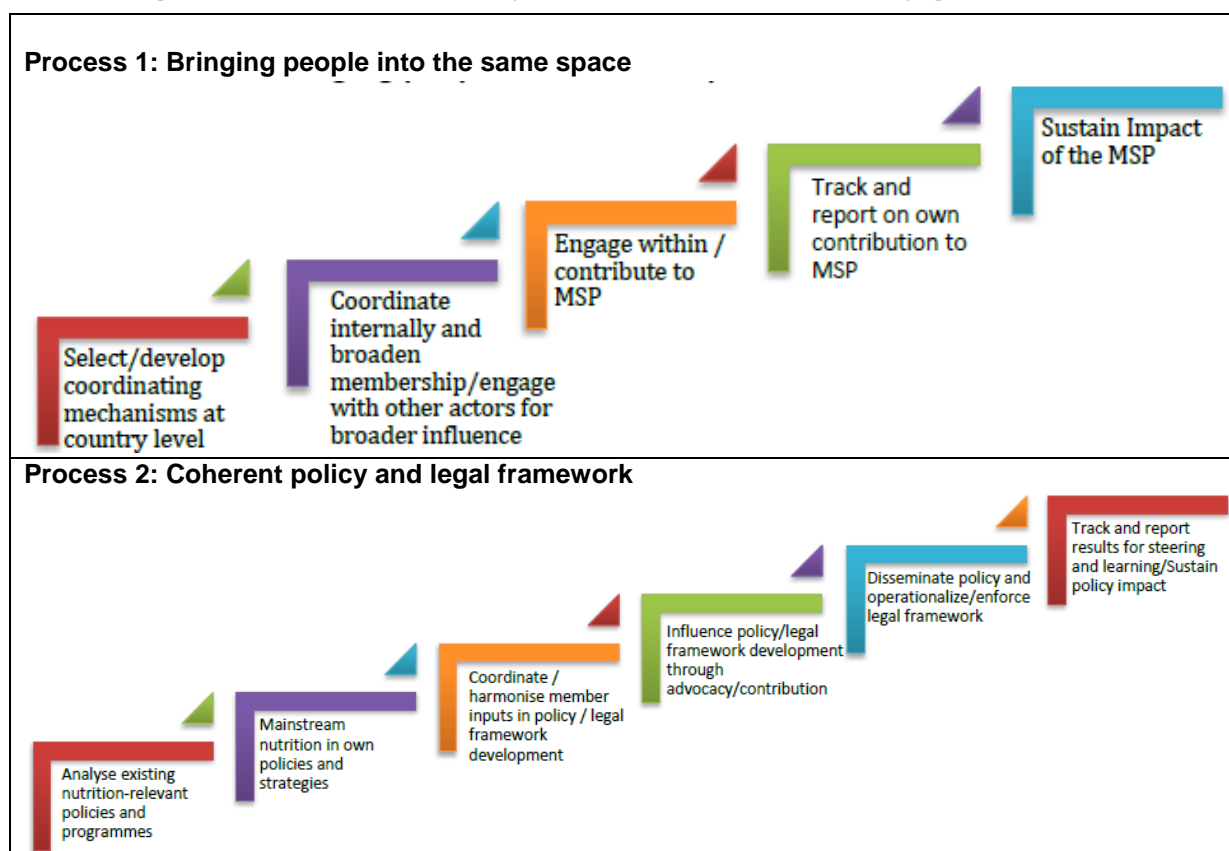 Process 1: Bringing people into the same space
Select/develop
coordinating
mechanisms at
country level
Coordinate
internally and
broaden
membership/engage
with other actors for
broader influence
Engage within /
contribute to
MSP
Track and
report on own
contribution to
MSP
Sustain Impact
of the MSP
Process 2: Coherent policy and legal framework
Analyse existing
nutrition-relevant
policies and
programmes
Mainstream
nutrition in own
policies and
strategies
Coordinate /
harmonise member
inputs in policy / legal
framework
development
Influence policy/legal
framework development
through
advocacy/contribution
Disseminate policy and
operationalize/enforce
legal framework
Track and report
results for steering
and learning/Sustain
policy impact